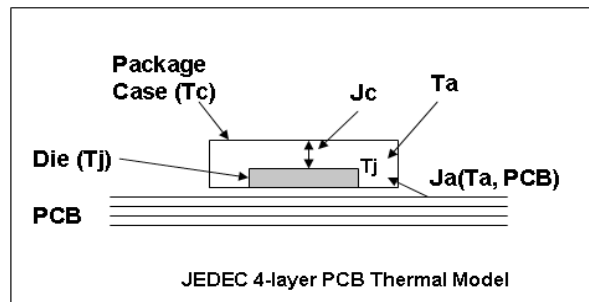 Package
Case (Tc)
Jc
Ta
Die (Tj)
Tj
Ja(Ta, PCB)
PCB
JEDEC 4-layer PCB Thermal Model